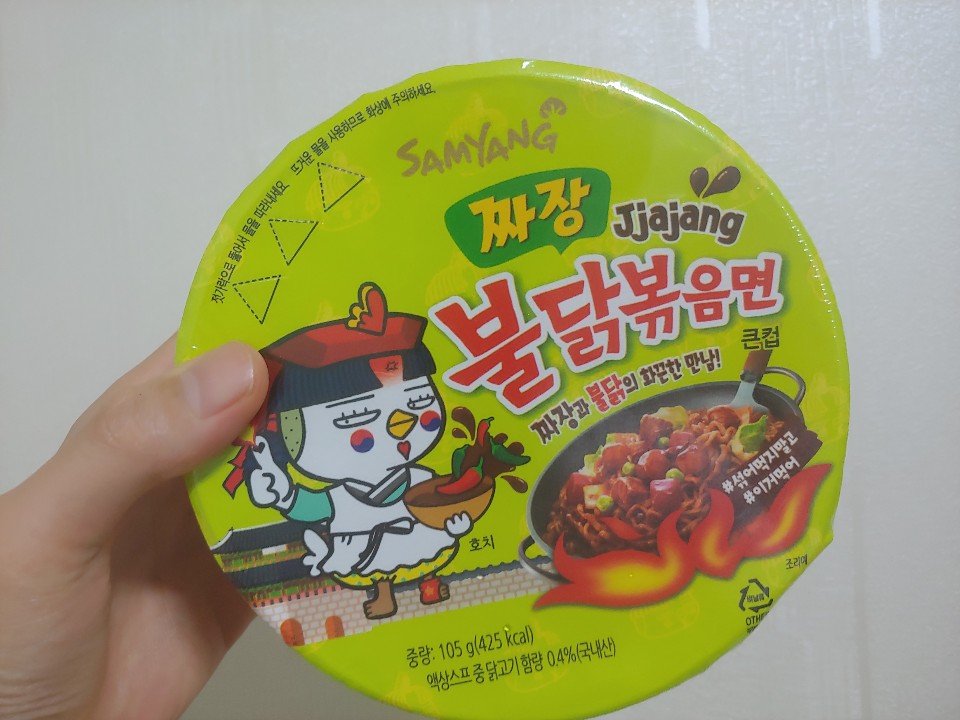 뜨거운 물을 사용하므로 화상에 주의하세요.
젓가락으로 뚫어서 물을 따라내세요
SAMYANG
짜장
Jjajang
불닭볶음면
큰컵
짜장과 불닭의 화끈한 만남!
#섞어먹지말고
#이거먹어
호치
조리예
비닐류
OTHER
중량: 105 g(425 kcal)
액상스프 중 닭고기 함량 0.4%(국내산)